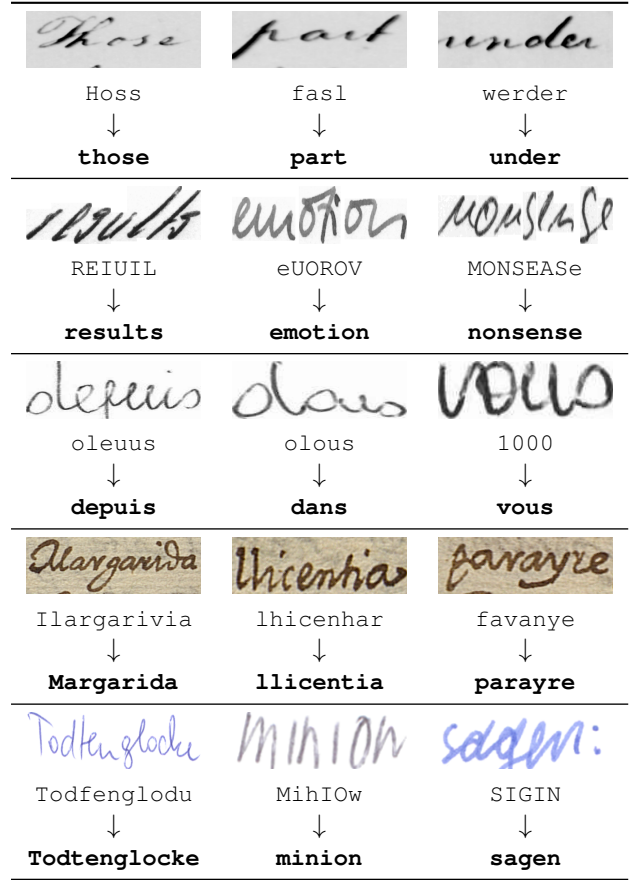 Those part under
Hoss fasl werder
↓ ↓ ↓
those part under
results emotion nonsense
REIUIL eUOROV MONSEASe
↓ ↓ ↓
results emotion nonsense
depuis dans vous
oleuus olous 1000
↓ ↓ ↓
depuis dans vous
Margarida llicentia parayre
Ilargarivia lhicenhar favanye
↓ ↓ ↓
Margarida llicentia parayre
Todtenglocke minion sagen:
Todfenglodu MihIOw SIGIN
↓ ↓ ↓
Todtenglocke minion sagen